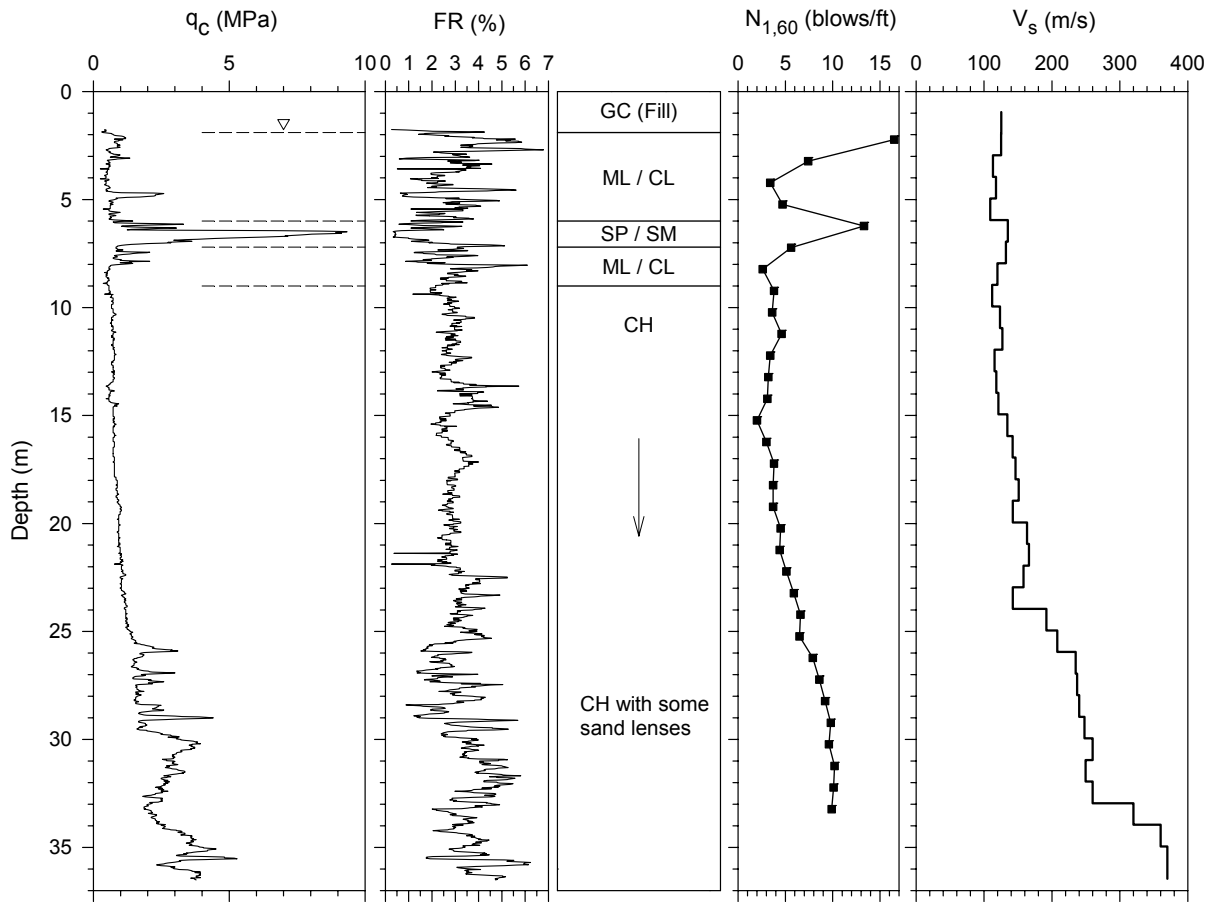 q_c (MPa)
FR (%)
N_1,60 (blows/ft)
V_s (m/s)
0 5 10
0 1 2 3 4 5 6 7
0 5 10 15
0 100 200 300 400
Depth (m)
0
5
10
15
20
25
30
35
GC (Fill)
ML / CL
SP / SM
ML / CL
CH
CH with some
sand lenses